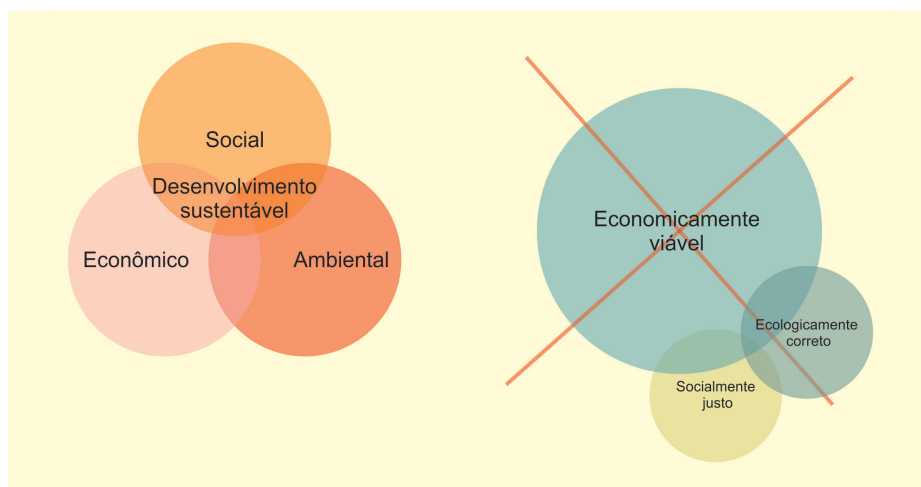 Social
Desenvolvimento
sustentável
Econômico
Ambiental
Economicamente
viável
Ecologicamente
correto
Socialmente
justo